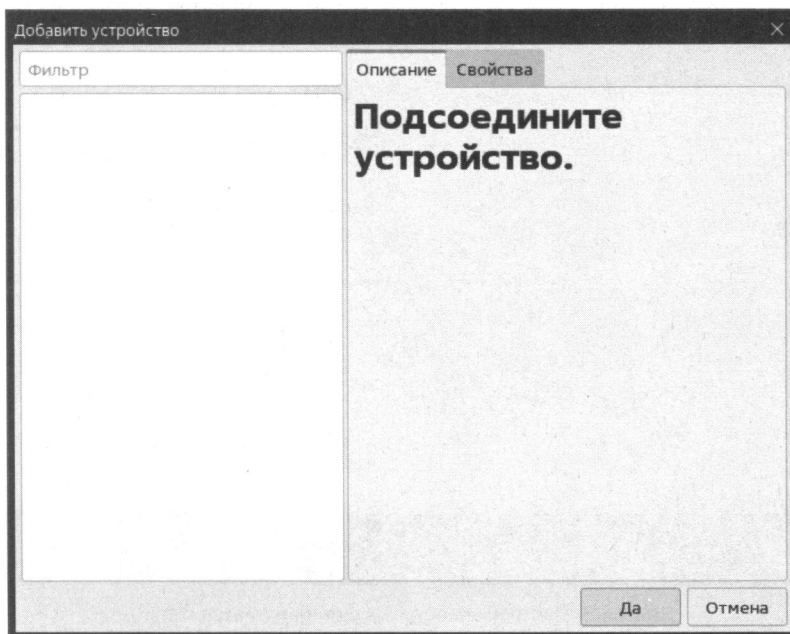 Добавить устройство
Фильтр
Описание Свойства
Подсоедините
устройство.
Да Отмена